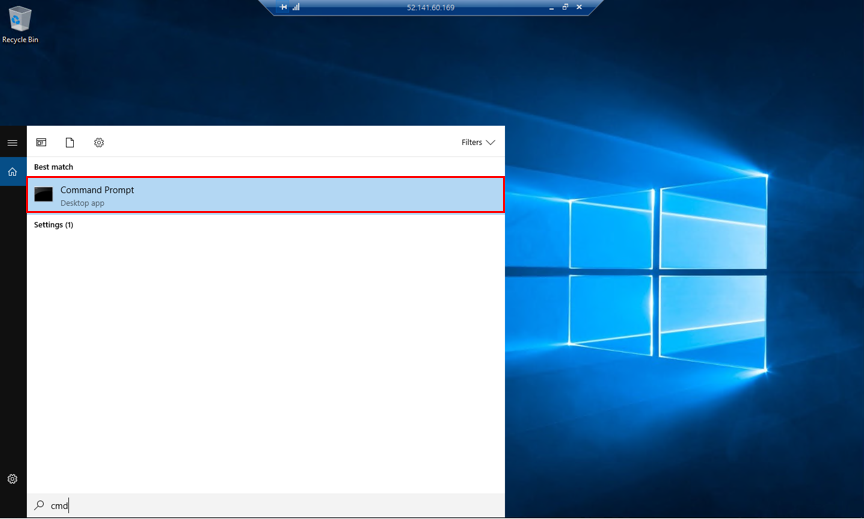 52.141.60.169
Recycle Bin
Filters
Best match
Command Prompt
Desktop app
Settings (1)
cmd